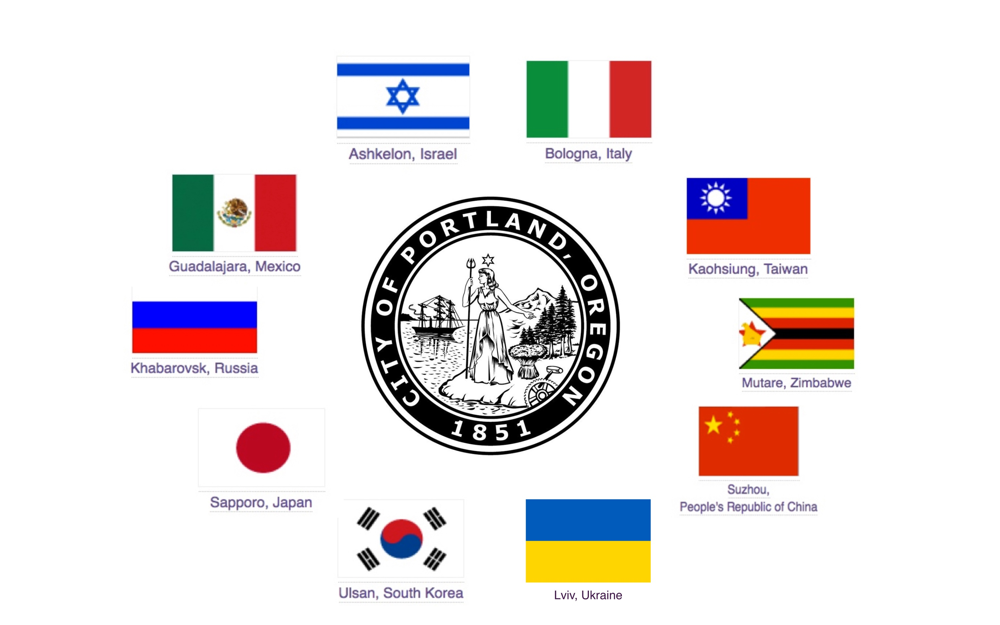 Ashkelon, Israel
Bologna, Italy
Guadalajara, Mexico
Kaohsiung, Taiwan
CITY OF PORTLAND, OREGON
1851
Khabarovsk, Russia
Mutare, Zimbabwe
Sapporo, Japan
Suzhou,
People's Republic of China
Ulsan, South Korea
Lviv, Ukraine